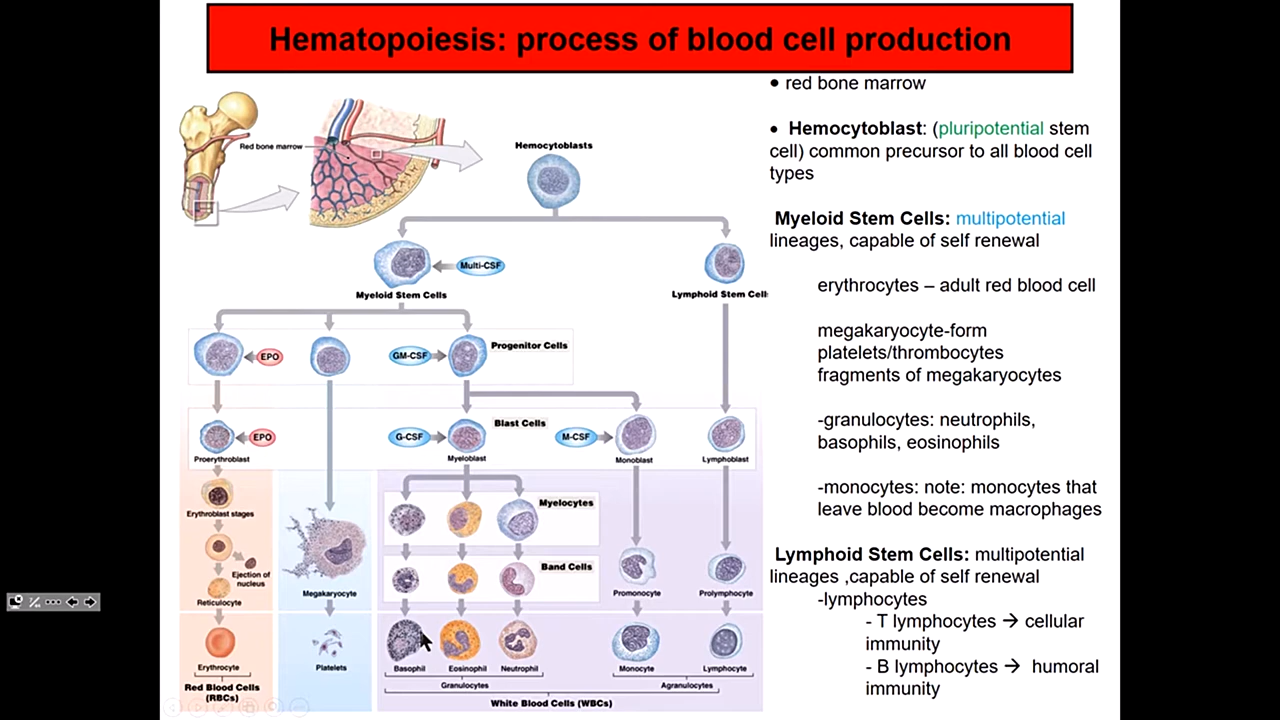 Hematopoiesis: process of blood cell production
• red bone marrow
• Hemocytoblast: (pluripotential stem
cell) common precursor to all blood cell
types
Myeloid Stem Cells: multipotential
lineages, capable of self renewal
erythrocytes – adult red blood cell
megakaryocyte-form
platelets/thrombocytes
fragments of megakaryocytes
-granulocytes: neutrophils,
basophils, eosinophils
-monocytes: note: monocytes that
leave blood become macrophages
Lymphoid Stem Cells: multipotential
lineages ,capable of self renewal
-lymphocytes
- T lymphocytes → cellular
immunity
- B lymphocytes → humoral
immunity
Red bone marrow
Hemocytoblasts
Multi-CSF
Myeloid Stem Cells
Lymphoid Stem Cells
EPO
GM-CSF
Progenitor Cells
EPO
G-CSF
Blast Cells
M-CSF
Proerythroblast
Myeloblast
Monoblast
Lymphoblast
Erythroblast stages
Myelocytes
Ejection of
nucleus
Band Cells
Reticulocyte
Megakaryocyte
Promonocyte
Prolymphocyte
Erythrocyte
Platelets
Basophil
Eosinophil
Neutrophil
Monocyte
Lymphocyte
Red Blood Cells
(RBCs)
Granulocytes
Agranulocytes
White Blood Cells (WBCs)